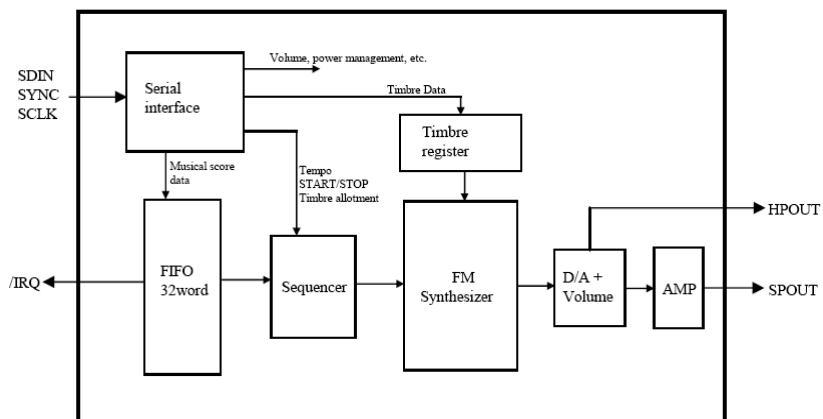 Volume, power management, etc.
SDIN
SYNC
SCLK
Serial
interface
Timbre Data
Timbre
register
Musical score
data
Tempo
START/STOP
Timbre allotment
HPOUT
/IRQ
FIFO
32word
Sequencer
FM
Synthesizer
D/A +
Volume
AMP
SPOUT